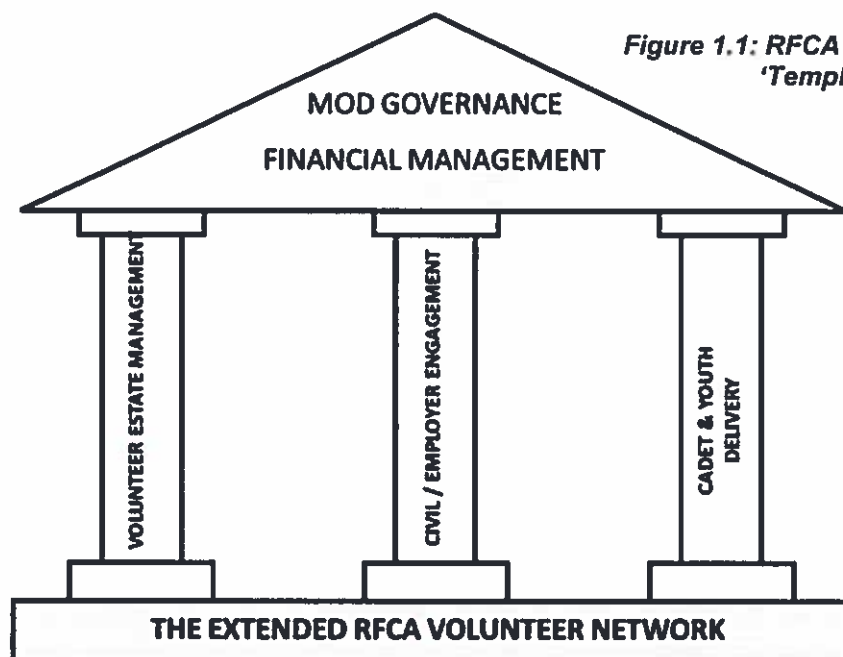 Figure 1.1: RFCA
'Templ
MOD GOVERNANCE
FINANCIAL MANAGEMENT
VOLUNTEER ESTATE MANAGEMENT
CIVIL / EMPLOYER ENGAGEMENT
CADET & YOUTH
DELIVERY
THE EXTENDED RFCA VOLUNTEER NETWORK